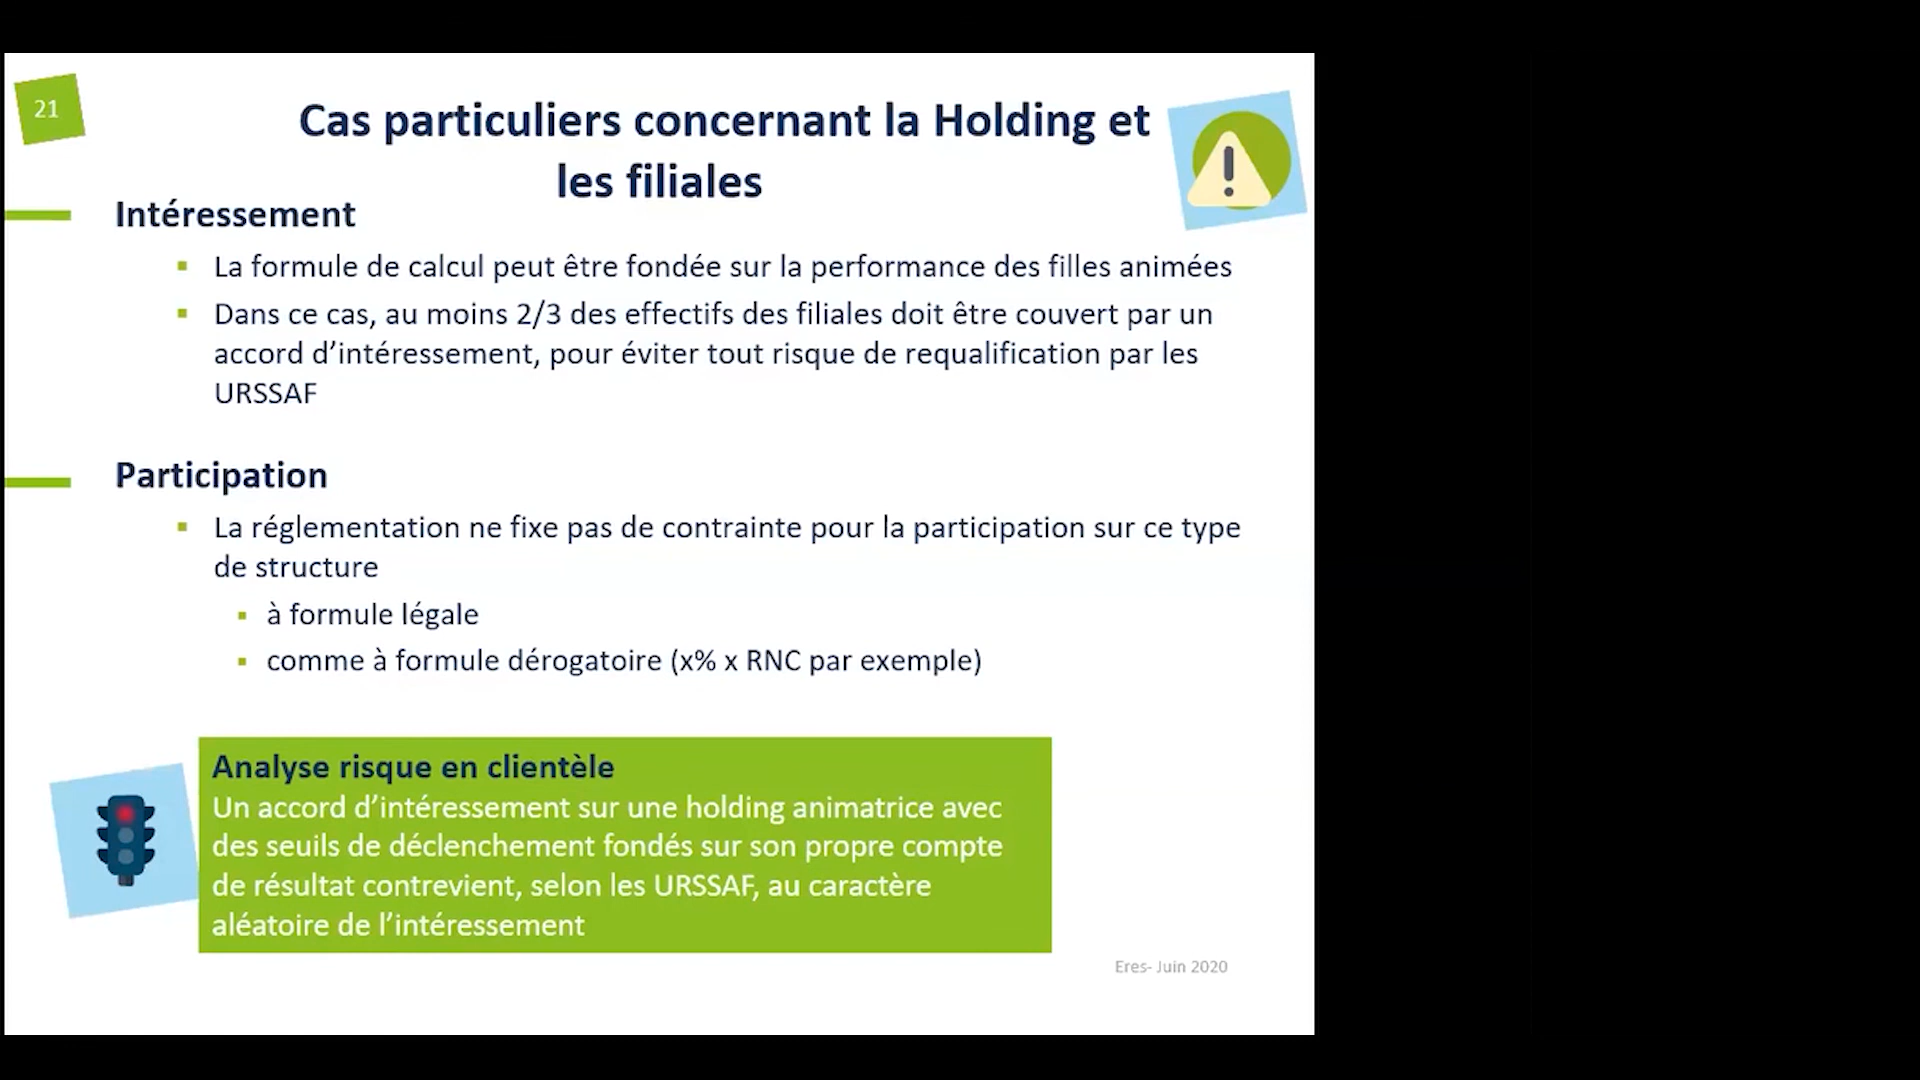 21
Cas particuliers concernant la Holding et
les filiales
Intéressement
▪ La formule de calcul peut être fondée sur la performance des filles animées
▪ Dans ce cas, au moins 2/3 des effectifs des filiales doit être couvert par un
accord d’intéressement, pour éviter tout risque de requalification par les
URSSAF
Participation
▪ La réglementation ne fixe pas de contrainte pour la participation sur ce type
de structure
▪ à formule légale
▪ comme à formule dérogatoire (x% x RNC par exemple)
Analyse risque en clientèle
Un accord d’intéressement sur une holding animatrice avec
des seuils de déclenchement fondés sur son propre compte
de résultat contrevient, selon les URSSAF, au caractère
aléatoire de l’intéressement
Eres- Juin 2020